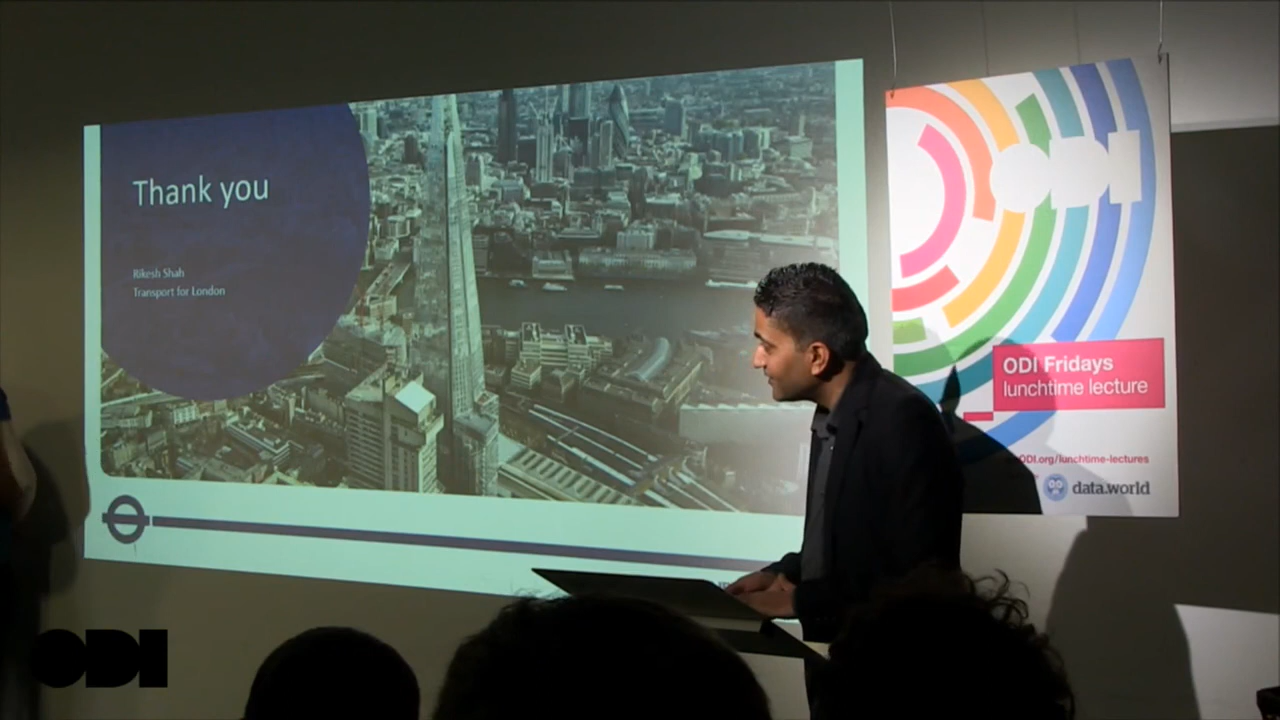 Thank you
Rikesh Shah
Transport for London
ODI Fridays
lunchtime lecture
ODI.org/lunchtime-lectures
data.world
ODI